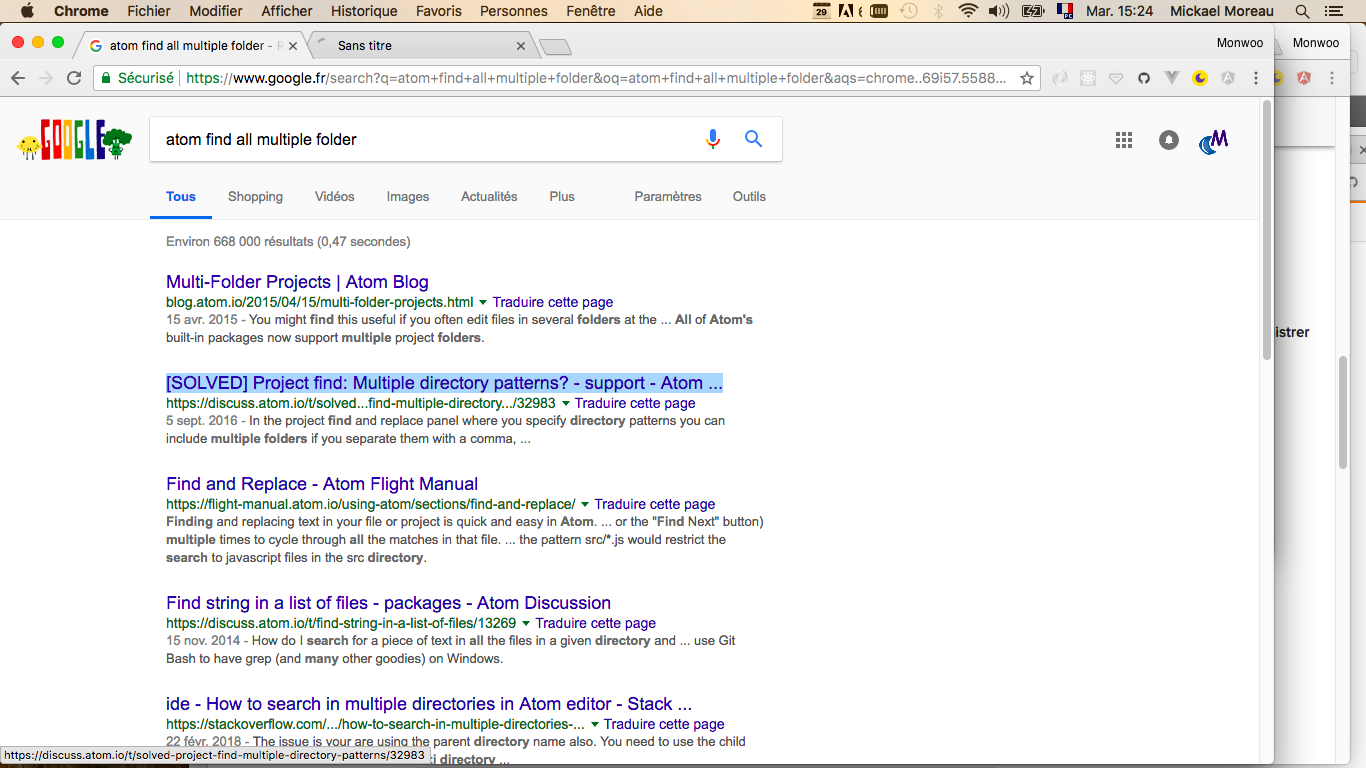 Chrome Fichier Modifier Afficher Historique Favoris Personnes Fenêtre Aide 29 6 PC Mar. 15:24 Mickael Moreau
atom find all multiple folder - R Sans titre Monwoo Monwoo
Sécurisé https://www.google.fr/search?q=atom+find+all+multiple+folder&oq=atom+find+all+multiple+folder&aqs=chrome..69i57.5588...
GOOGLE atom find all multiple folder M
Tous Shopping Vidéos Images Actualités Plus Paramètres Outils
Environ 668 000 résultats (0,47 secondes)
Multi-Folder Projects | Atom Blog
blog.atom.io/2015/04/15/multi-folder-projects.html Traduire cette page
15 avr. 2015 - You might find this useful if you often edit files in several folders at the ... All of Atom's
built-in packages now support multiple project folders.
istrer
[SOLVED] Project find: Multiple directory patterns? - support - Atom ...
https://discuss.atom.io/t/solved...find-multiple-directory.../32983 Traduire cette page
5 sept. 2016 - In the project find and replace panel where you specify directory patterns you can
include multiple folders if you separate them with a comma, ...
Find and Replace - Atom Flight Manual
https://flight-manual.atom.io/using-atom/sections/find-and-replace/ Traduire cette page
Finding and replacing text in your file or project is quick and easy in Atom. ... or the "Find Next" button)
multiple times to cycle through all the matches in that file. ... the pattern src/*.js would restrict the
search to javascript files in the src directory.
Find string in a list of files - packages - Atom Discussion
https://discuss.atom.io/t/find-string-in-a-list-of-files/13269 Traduire cette page
15 nov. 2014 - How do I search for a piece of text in all the files in a given directory and ... use Git
Bash to have grep (and many other goodies) on Windows.
ide - How to search in multiple directories in Atom editor - Stack ...
https://stackoverflow.com/.../how-to-search-in-multiple-directories-... Traduire cette page
22 févr. 2018 - The issue is your are using the parent directory name also. You need to use the child
directory ...
https://discuss.atom.io/t/solved-project-find-multiple-directory-patterns/32983